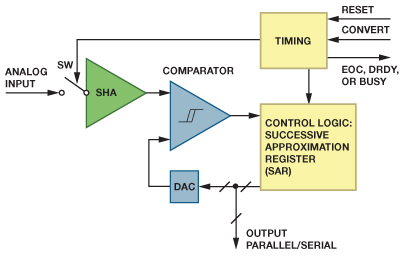 RESET
CONVERT
TIMING
EOC, DRDY,
OR BUSY
ANALOG
INPUT
SW
SHA
COMPARATOR
CONTROL LOGIC:
SUCCESSIVE
APPROXIMATION
REGISTER
(SAR)
DAC
OUTPUT
PARALLEL/SERIAL